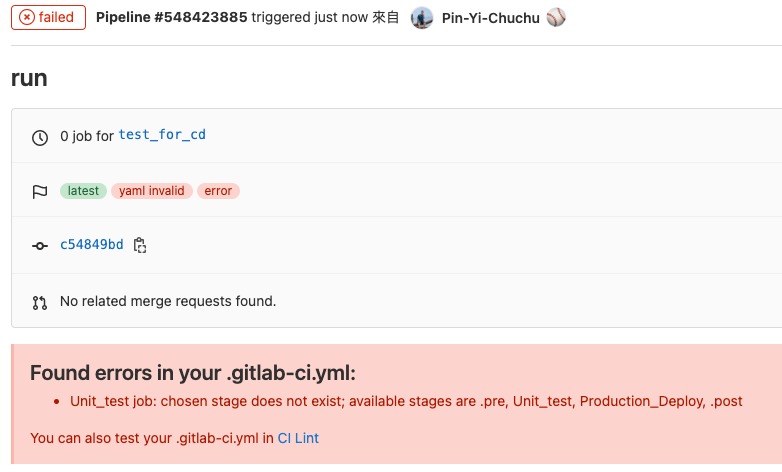 failed Pipeline #548423885 triggered just now 來自 Pin-Yi-Chuchu
run
0 job for test_for_cd
latest yaml invalid error
c54849bd
No related merge requests found.
Found errors in your .gitlab-ci.yml:
• Unit_test job: chosen stage does not exist; available stages are .pre, Unit_test, Production_Deploy, .post
You can also test your .gitlab-ci.yml in CI Lint